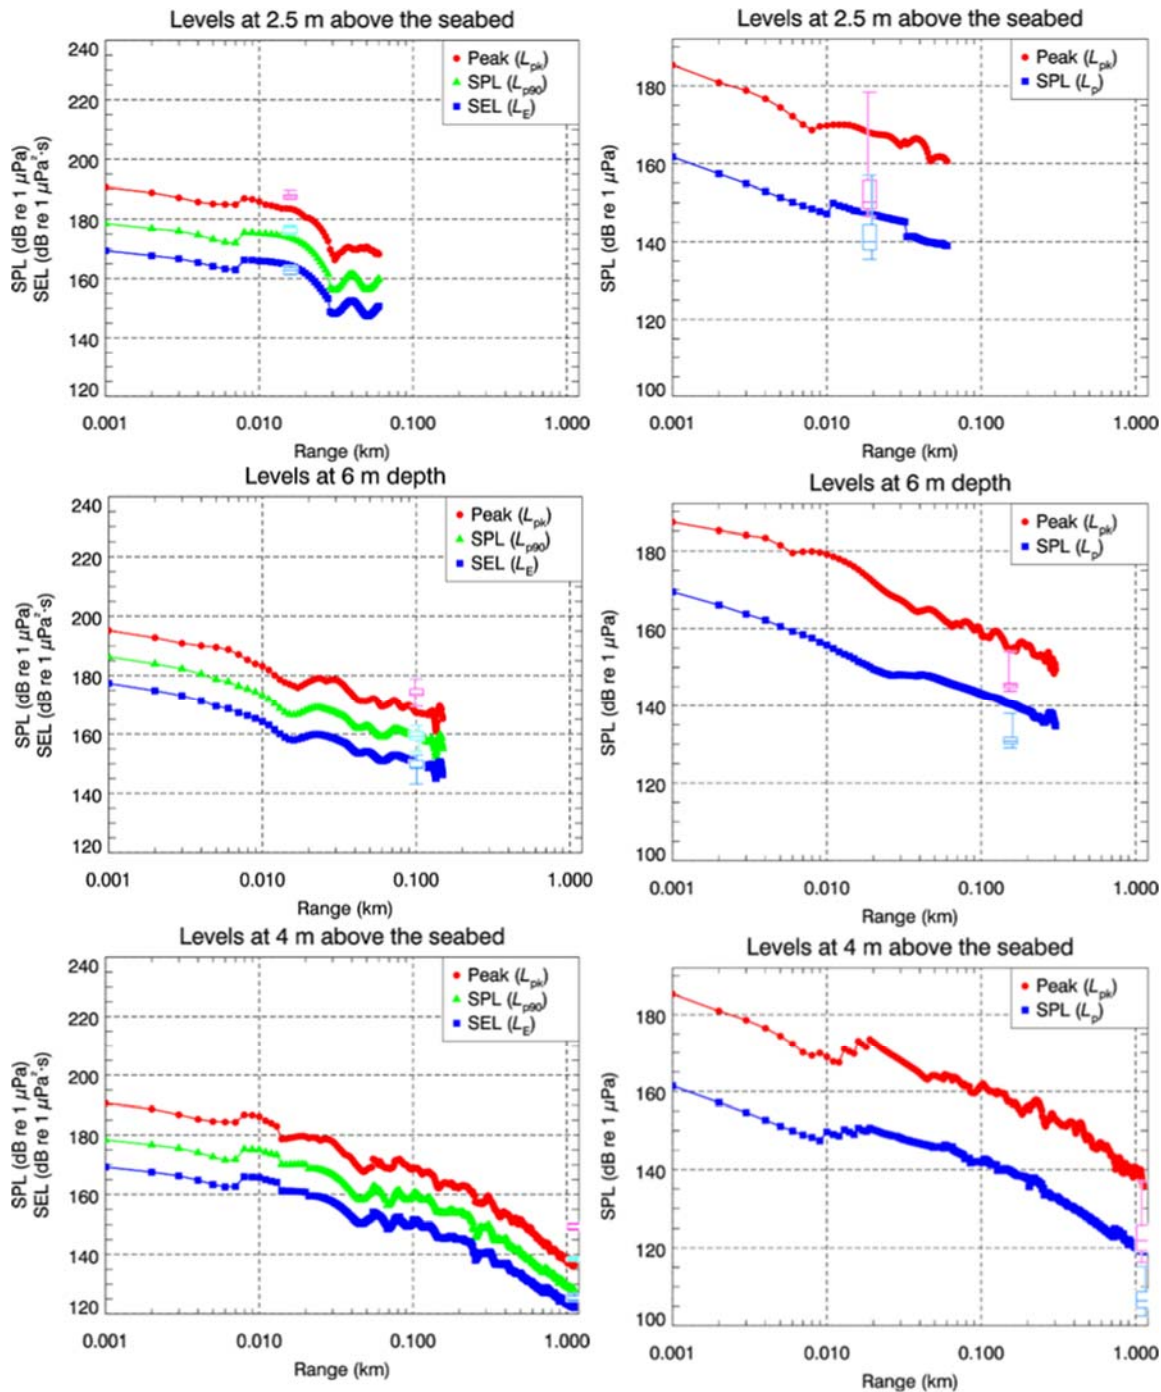 Levels at 2.5 m above the seabed
SPL (dB re 1 µPa)
SEL (dB re 1 µPa²·s)
240
220
200
180
160
140
120
Peak (Lpk)
SPL (Lp90)
SEL (LE)
0.001 0.010 0.100 1.000
Range (km)
Levels at 2.5 m above the seabed
SPL (dB re 1 µPa)
180
160
140
120
100
Peak (Lpk)
SPL (Lp)
0.001 0.010 0.100 1.000
Range (km)
Levels at 6 m depth
SPL (dB re 1 µPa)
SEL (dB re 1 µPa²·s)
240
220
200
180
160
140
120
Peak (Lpk)
SPL (Lp90)
SEL (LE)
0.001 0.010 0.100 1.000
Range (km)
Levels at 6 m depth
SPL (dB re 1 µPa)
180
160
140
120
100
Peak (Lpk)
SPL (Lp)
0.001 0.010 0.100 1.000
Range (km)
Levels at 4 m above the seabed
SPL (dB re 1 µPa)
SEL (dB re 1 µPa²·s)
240
220
200
180
160
140
120
Peak (Lpk)
SPL (Lp90)
SEL (LE)
0.001 0.010 0.100 1.000
Range (km)
Levels at 4 m above the seabed
SPL (dB re 1 µPa)
180
160
140
120
100
Peak (Lpk)
SPL (Lp)
0.001 0.010 0.100 1.000
Range (km)